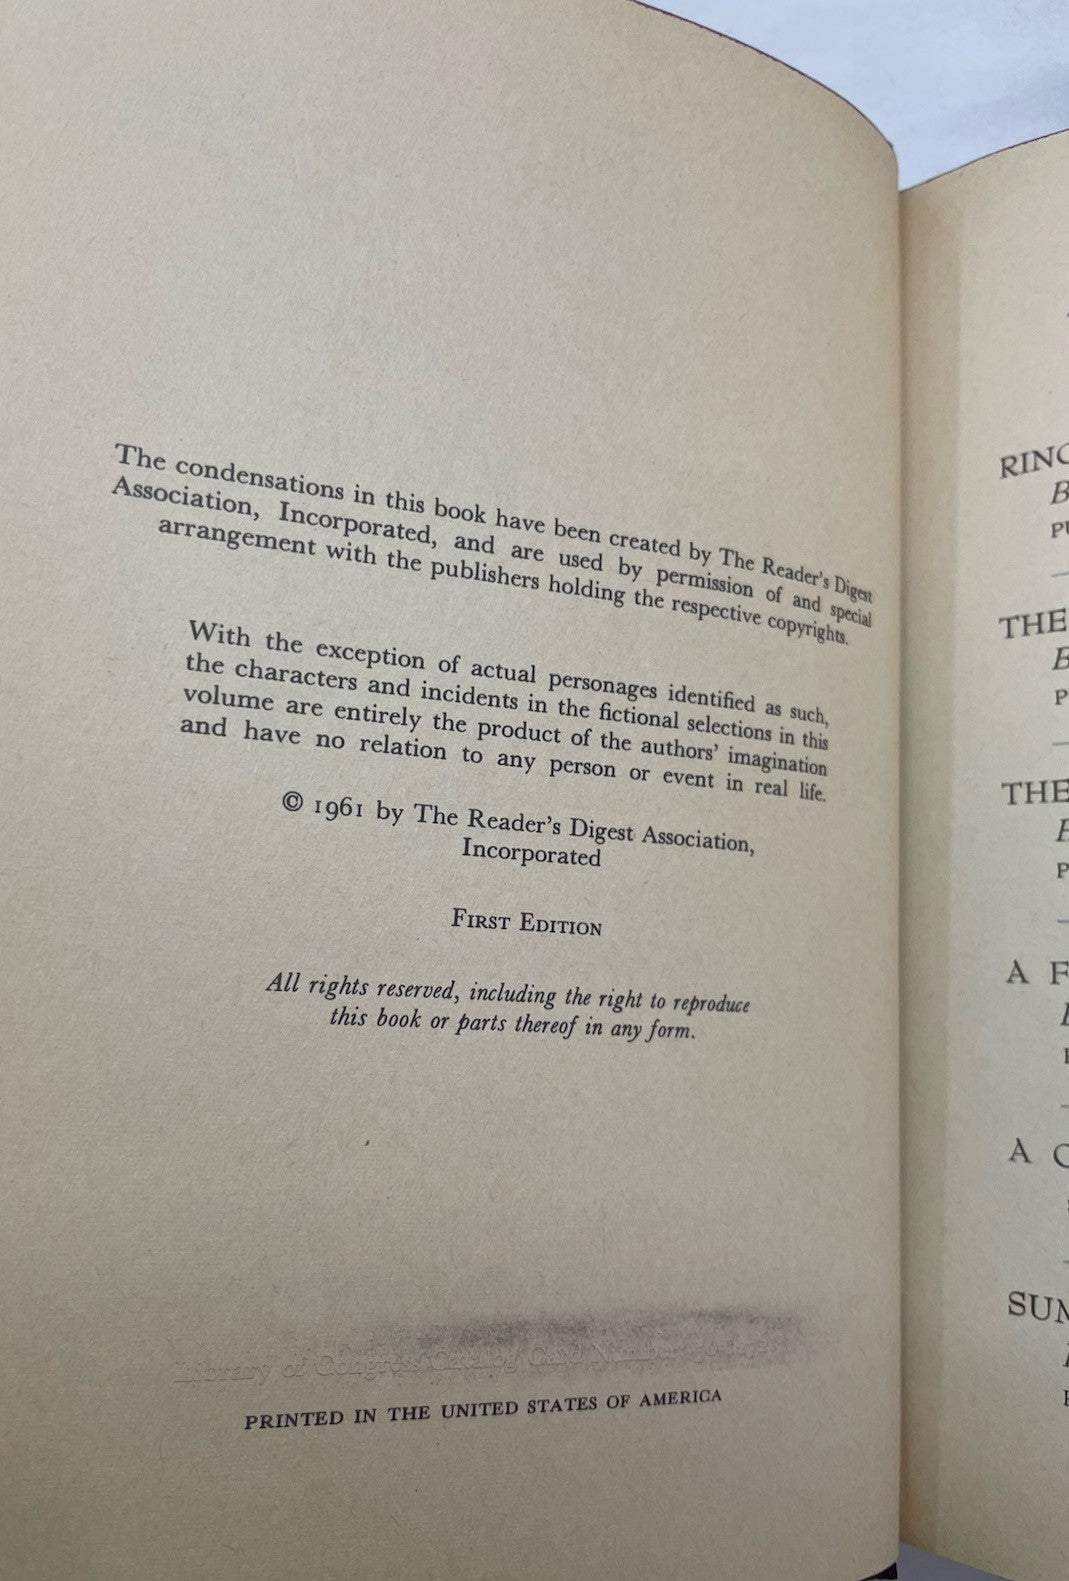 The condensations in this book have been created by The Reader's Digest
Association, Incorporated, and are used by permission of and special
arrangement with the publishers holding the respective copyrights.
With the exception of actual personages identified as such,
the characters and incidents in the fictional selections in this
volume are entirely the product of the authors' imagination
and have no relation to any person or event in real life.
© 1961 by The Reader's Digest Association,
Incorporated
First Edition
All rights reserved, including the right to reproduce
this book or parts thereof in any form.
Library of Congress Catalog Card Number:
PRINTED IN THE UNITED STATES OF AMERICA
THE
THE
A F
A